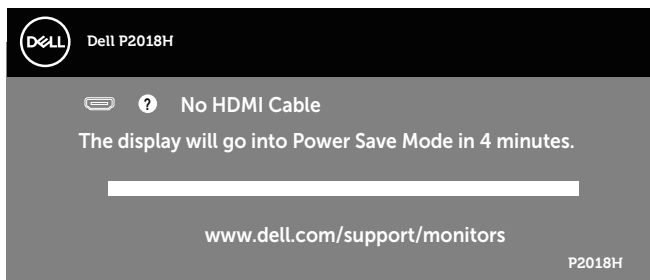 DELL
Dell P2018H
? No HDMI Cable
The display will go into Power Save Mode in 4 minutes.
www.dell.com/support/monitors
P2018H